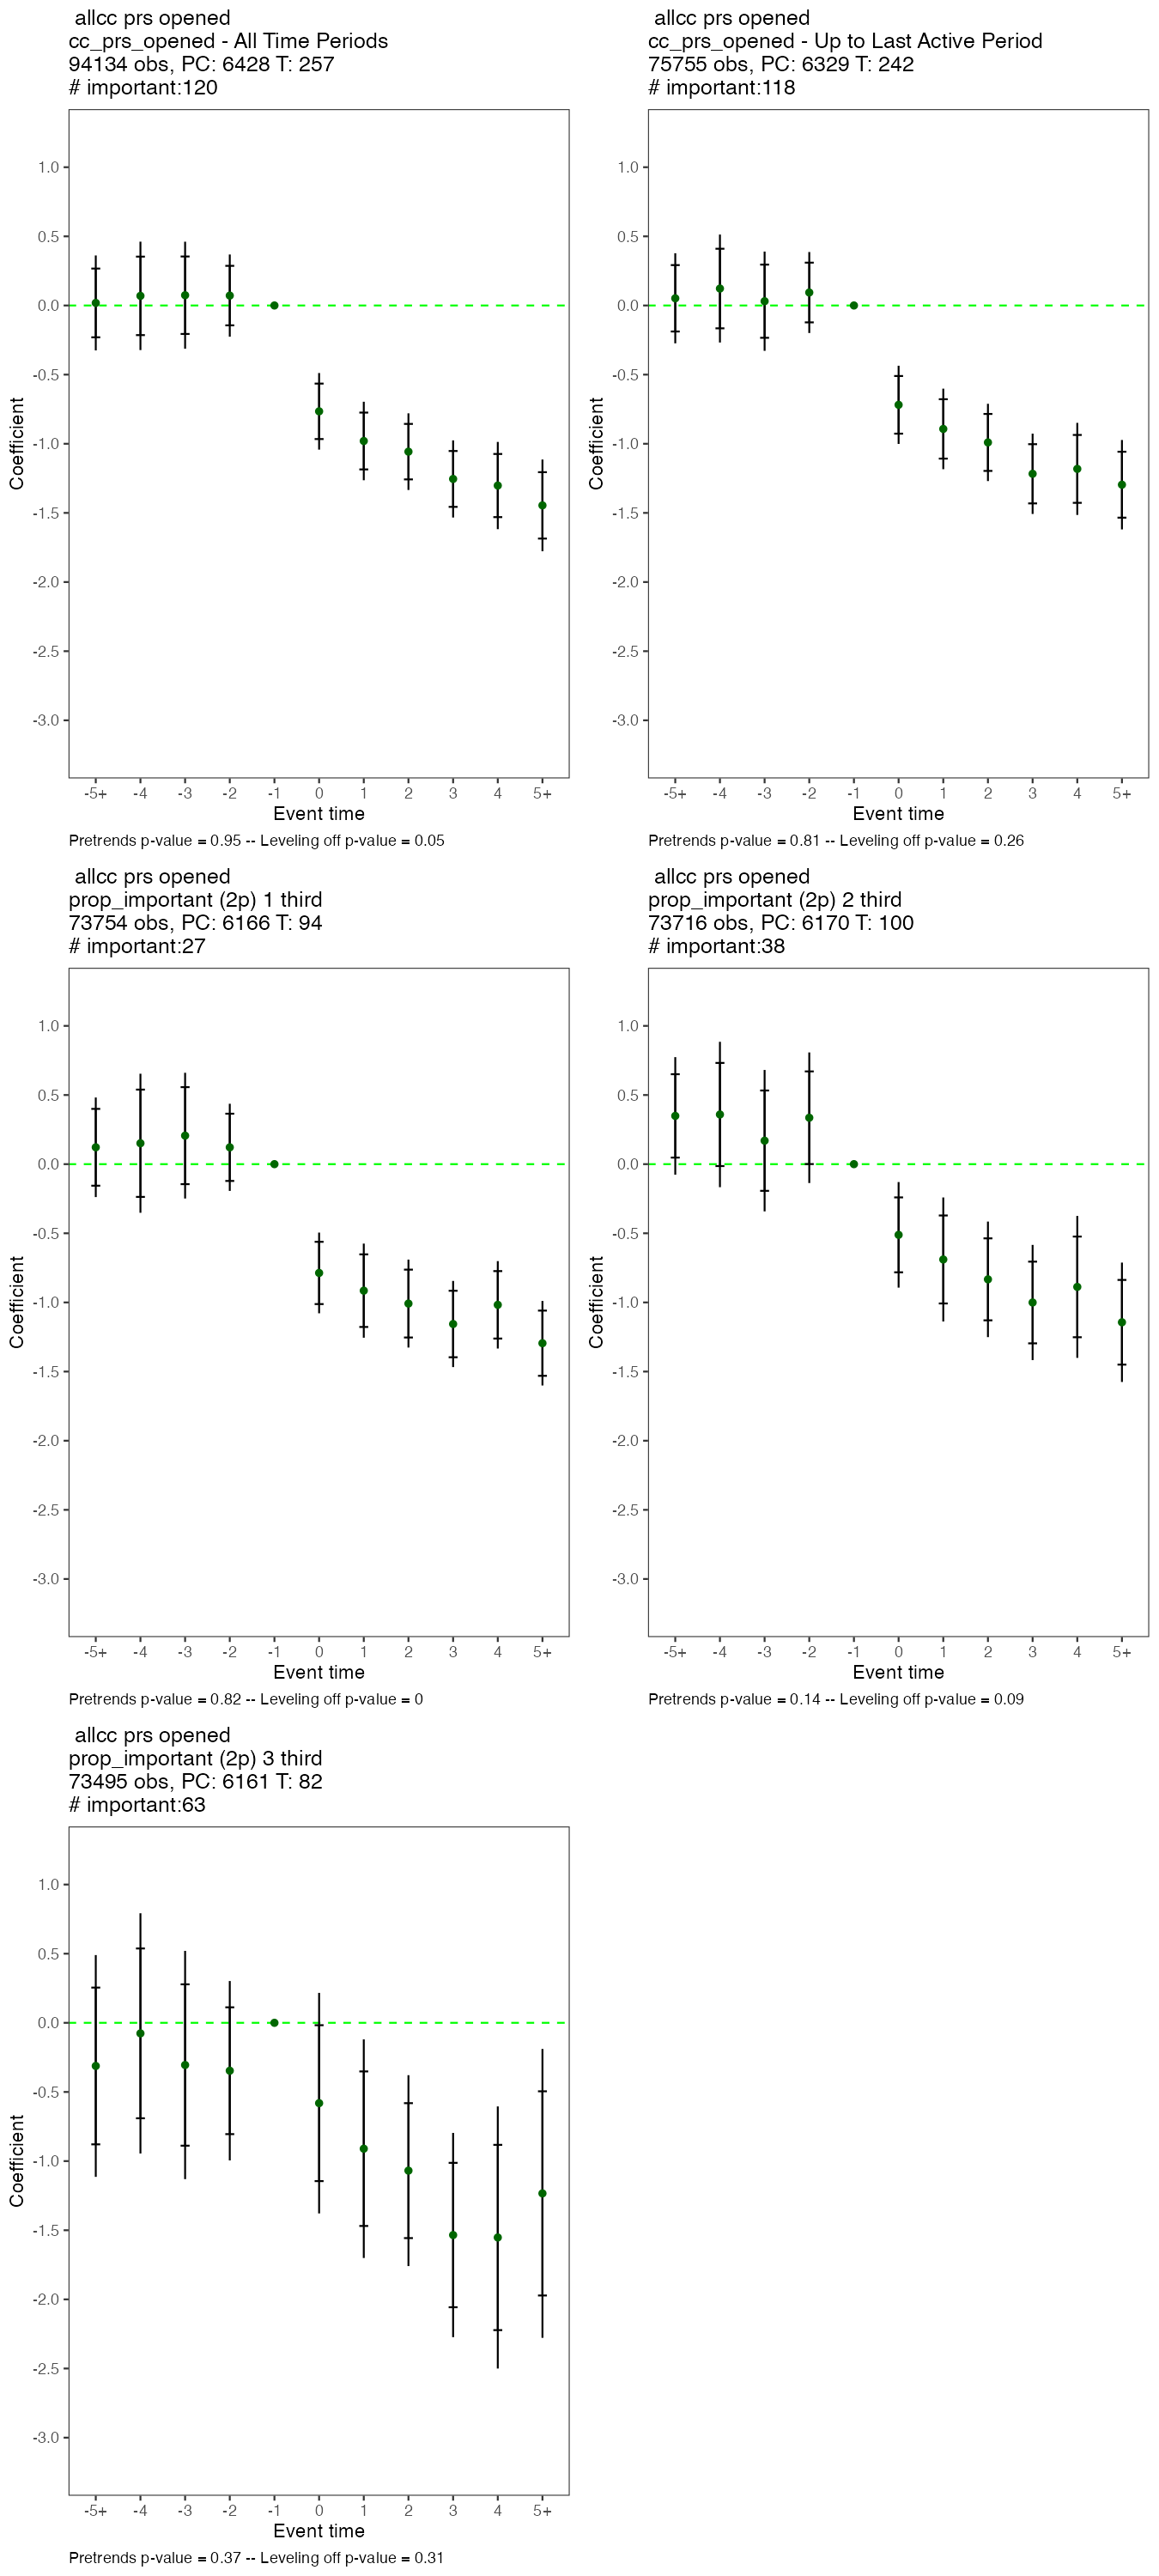 allcc prs opened
cc_prs_opened - All Time Periods
94134 obs, PC: 6428 T: 257
# important:120
1.0
0.5
0.0
-0.5
-1.0
-1.5
-2.0
-2.5
-3.0
Coefficient
-5+ -4 -3 -2 -1 0 1 2 3 4 5+
Event time
Pretrends p-value = 0.95 -- Leveling off p-value = 0.05
allcc prs opened
cc_prs_opened - Up to Last Active Period
75755 obs, PC: 6329 T: 242
# important:118
1.0
0.5
0.0
-0.5
-1.0
-1.5
-2.0
-2.5
-3.0
Coefficient
-5+ -4 -3 -2 -1 0 1 2 3 4 5+
Event time
Pretrends p-value = 0.81 -- Leveling off p-value = 0.26
allcc prs opened
prop_important (2p) 1 third
73754 obs, PC: 6166 T: 94
# important:27
1.0
0.5
0.0
-0.5
-1.0
-1.5
-2.0
-2.5
-3.0
Coefficient
-5+ -4 -3 -2 -1 0 1 2 3 4 5+
Event time
Pretrends p-value = 0.82 -- Leveling off p-value = 0
allcc prs opened
prop_important (2p) 2 third
73716 obs, PC: 6170 T: 100
# important:38
1.0
0.5
0.0
-0.5
-1.0
-1.5
-2.0
-2.5
-3.0
Coefficient
-5+ -4 -3 -2 -1 0 1 2 3 4 5+
Event time
Pretrends p-value = 0.14 -- Leveling off p-value = 0.09
allcc prs opened
prop_important (2p) 3 third
73495 obs, PC: 6161 T: 82
# important:63
1.0
0.5
0.0
-0.5
-1.0
-1.5
-2.0
-2.5
-3.0
Coefficient
-5+ -4 -3 -2 -1 0 1 2 3 4 5+
Event time
Pretrends p-value = 0.37 -- Leveling off p-value = 0.31